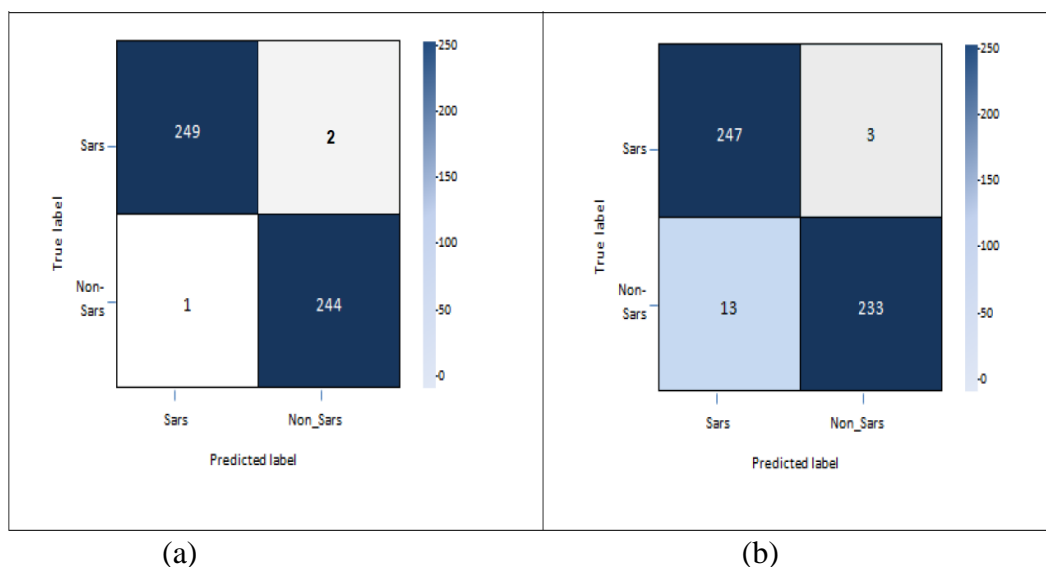 250
249
2
200
Sars
150
True label
100
Non-
Sars
1
244
50
0
Sars
Non_Sars
Predicted label
(a)
250
247
3
200
Sars
150
True label
100
Non-
Sars
13
233
50
0
Sars
Non_Sars
Predicted label
(b)